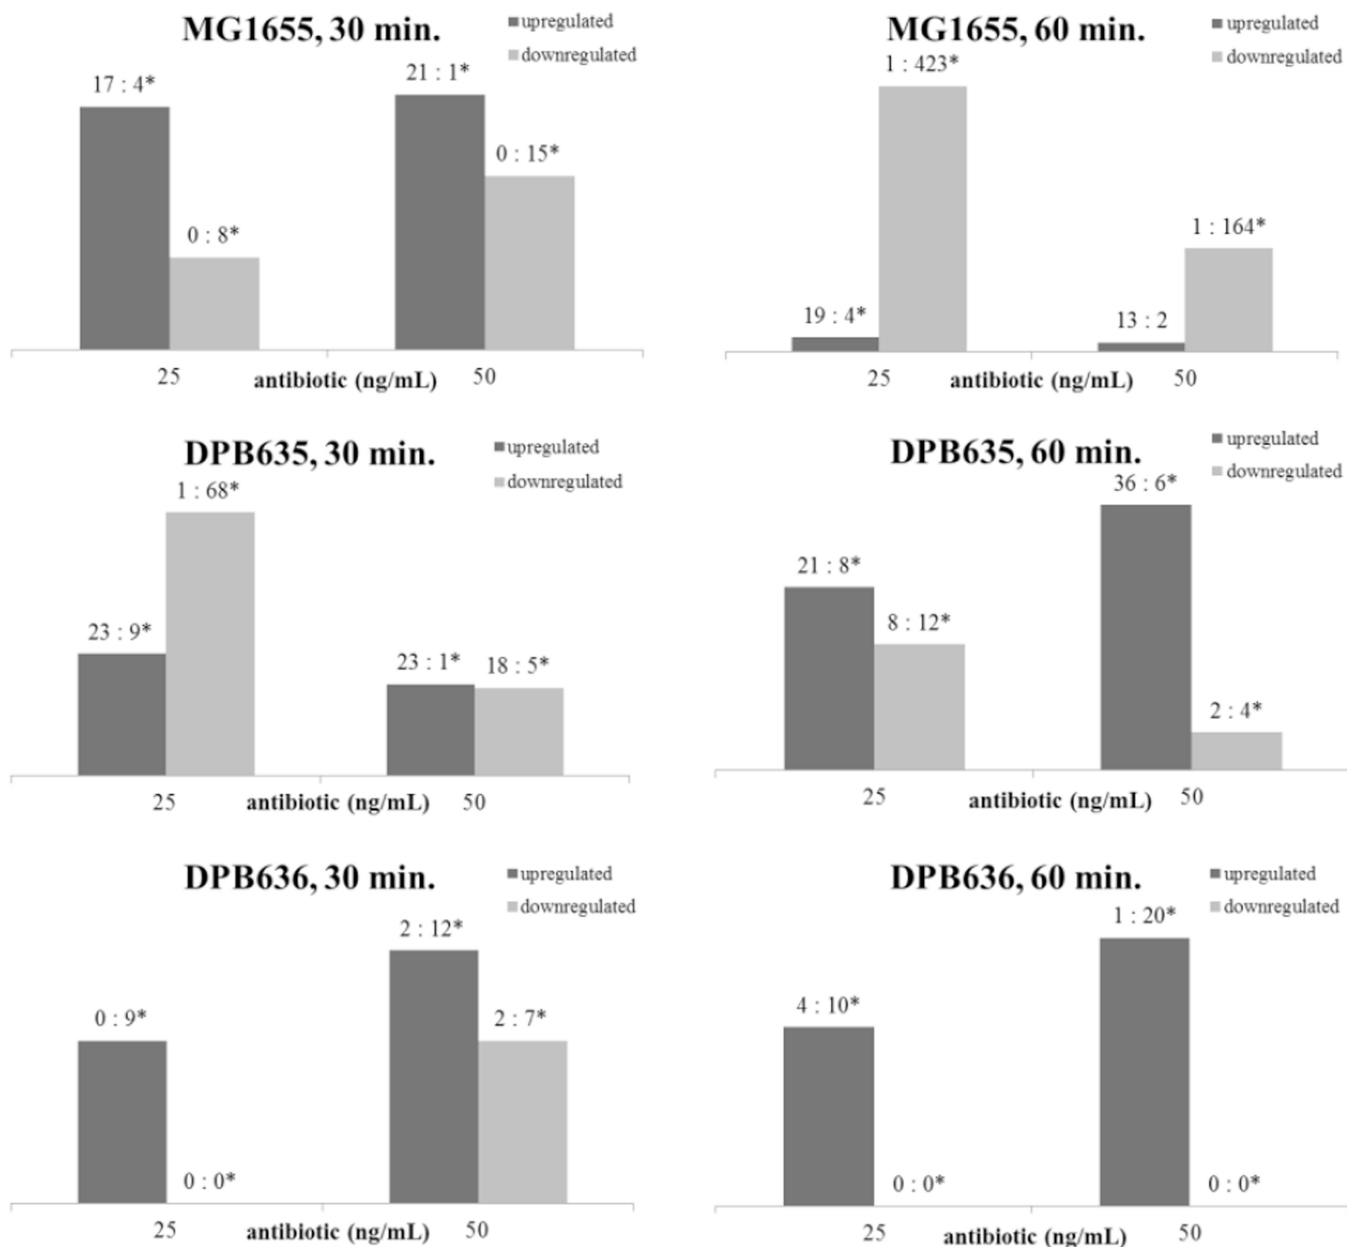 MG1655, 30 min.
upregulated
downregulated
17 : 4*
0 : 8*
21 : 1*
0 : 15*
25
antibiotic (ng/mL)
50
MG1655, 60 min.
upregulated
downregulated
1 : 423*
19 : 4*
13 : 2
1 : 164*
25
antibiotic (ng/mL)
50
DPB635, 30 min.
upregulated
downregulated
1 : 68*
23 : 9*
23 : 1*
18 : 5*
25
antibiotic (ng/mL)
50
DPB635, 60 min.
upregulated
downregulated
36 : 6*
21 : 8*
8 : 12*
2 : 4*
25
antibiotic (ng/mL)
50
DPB636, 30 min.
upregulated
downregulated
2 : 12*
0 : 9*
2 : 7*
0 : 0*
25
antibiotic (ng/mL)
50
DPB636, 60 min.
upregulated
downregulated
1 : 20*
4 : 10*
0 : 0*
0 : 0*
25
antibiotic (ng/mL)
50